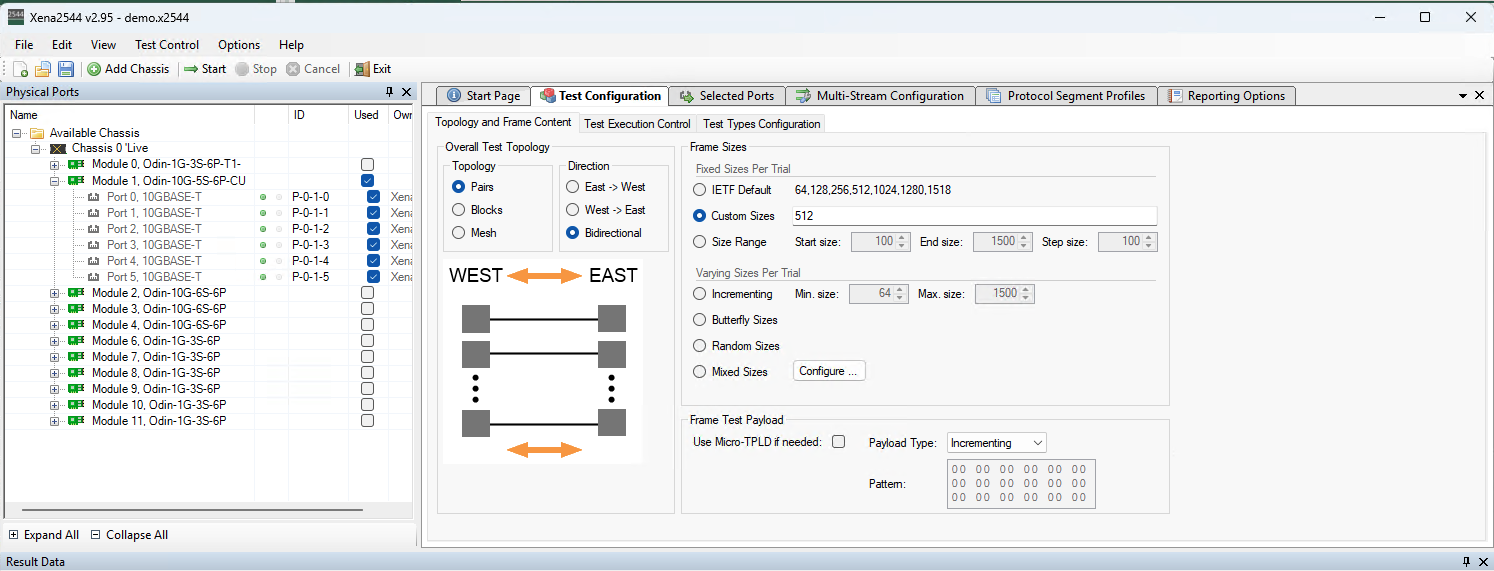 2544 Xena2544 v2.95 - demo.x2544
File Edit View Test Control Options Help
Add Chassis Start Stop Cancel Exit
Physical Ports
Name ID Used Own
Available Chassis
Chassis 0 'Live
Module 0, Odin-1G-3S-6P-T1-
Module 1, Odin-10G-5S-6P-CU
Port 0, 10GBASE-T P-0-1-0 Xena
Port 1, 10GBASE-T P-0-1-1 Xena
Port 2, 10GBASE-T P-0-1-2 Xena
Port 3, 10GBASE-T P-0-1-3 Xena
Port 4, 10GBASE-T P-0-1-4 Xena
Port 5, 10GBASE-T P-0-1-5 Xena
Module 2, Odin-10G-6S-6P
Module 3, Odin-10G-6S-6P
Module 4, Odin-10G-6S-6P
Module 6, Odin-1G-3S-6P
Module 7, Odin-1G-3S-6P
Module 8, Odin-1G-3S-6P
Module 9, Odin-1G-3S-6P
Module 10, Odin-1G-3S-6P
Module 11, Odin-1G-3S-6P
Expand All Collapse All
Start Page Test Configuration Selected Ports Multi-Stream Configuration Protocol Segment Profiles Reporting Options
Topology and Frame Content Test Execution Control Test Types Configuration
Overall Test Topology
Topology
Pairs
Blocks
Mesh
Direction
East -> West
West -> East
Bidirectional
WEST EAST
Frame Sizes
Fixed Sizes Per Trial
IETF Default 64,128,256,512,1024,1280,1518
Custom Sizes 512
Size Range Start size: 100 End size: 1500 Step size: 100
Varying Sizes Per Trial
Incrementing Min. size: 64 Max. size: 1500
Butterfly Sizes
Random Sizes
Mixed Sizes Configure ...
Frame Test Payload
Use Micro-TPLD if needed: Payload Type: Incrementing
Pattern:
00 00 00 00 00 00
00 00 00 00 00 00
00 00 00 00 00 00
Result Data